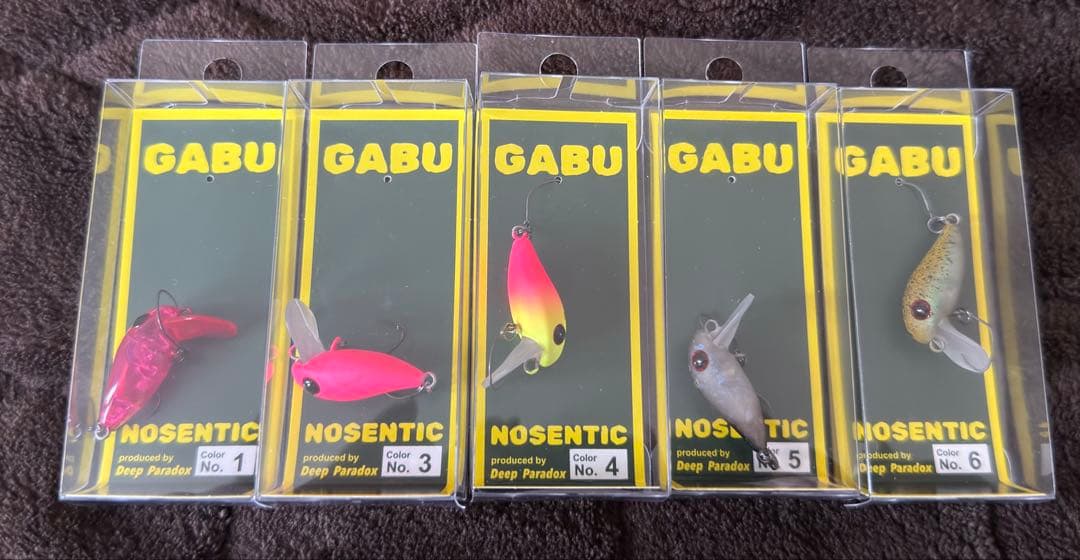 GABU
NOSENTIC
produced by
Deep Paradox
Color
No. 1
GABU
NOSENTIC
produced by
Deep Paradox
Color
No. 3
GABU
NOSENTIC
produced by
Deep Paradox
Color
No. 4
GABU
NOSENTIC
produced by
Deep Paradox
Color
No. 5
GABU
NOSENTIC
produced by
Deep Paradox
Color
No. 6